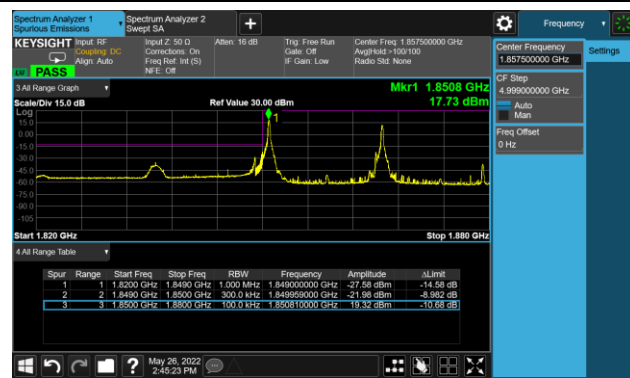 Spectrum Analyzer 1
Spurious Emissions
Spectrum Analyzer 2
Swept SA
Frequency
KEYSIGHT
Input: RF
Coupling: DC
Align: Auto
Input Z: 50 Ω
Corrections: On
Freq Ref: Int (S)
NFE: Off
Atten: 16 dB
Trig: Free Run
Gate: Off
IF Gain: Low
Center Freq: 1.857500000 GHz
Avg|Hold:>100/100
Radio Std: None
PASS
Center Frequency
1.857500000 GHz
Settings
CF Step
4.999000000 GHz
Auto
Man
Freq Offset
0 Hz
3 All Range Graph
Scale/Div 15.0 dB
Ref Value 30.00 dBm
Mkr1 1.8508 GHz
17.73 dBm
Log
15.0
0.00
-15.0
-30.0
-45.0
-60.0
-75.0
-90.0
-105
1
Start 1.820 GHz
Stop 1.880 GHz
4 All Range Table
Spur Range Start Freq Stop Freq RBW Frequency Amplitude ΔLimit
1 1 1.8200 GHz 1.8490 GHz 1.000 MHz 1.849000000 GHz -27.58 dBm -14.58 dB
2 2 1.8490 GHz 1.8500 GHz 300.0 kHz 1.849959000 GHz -21.98 dBm -8.982 dB
3 3 1.8500 GHz 1.8800 GHz 100.0 kHz 1.850810000 GHz 19.32 dBm -10.68 dB
May 26, 2022
2:45:23 PM